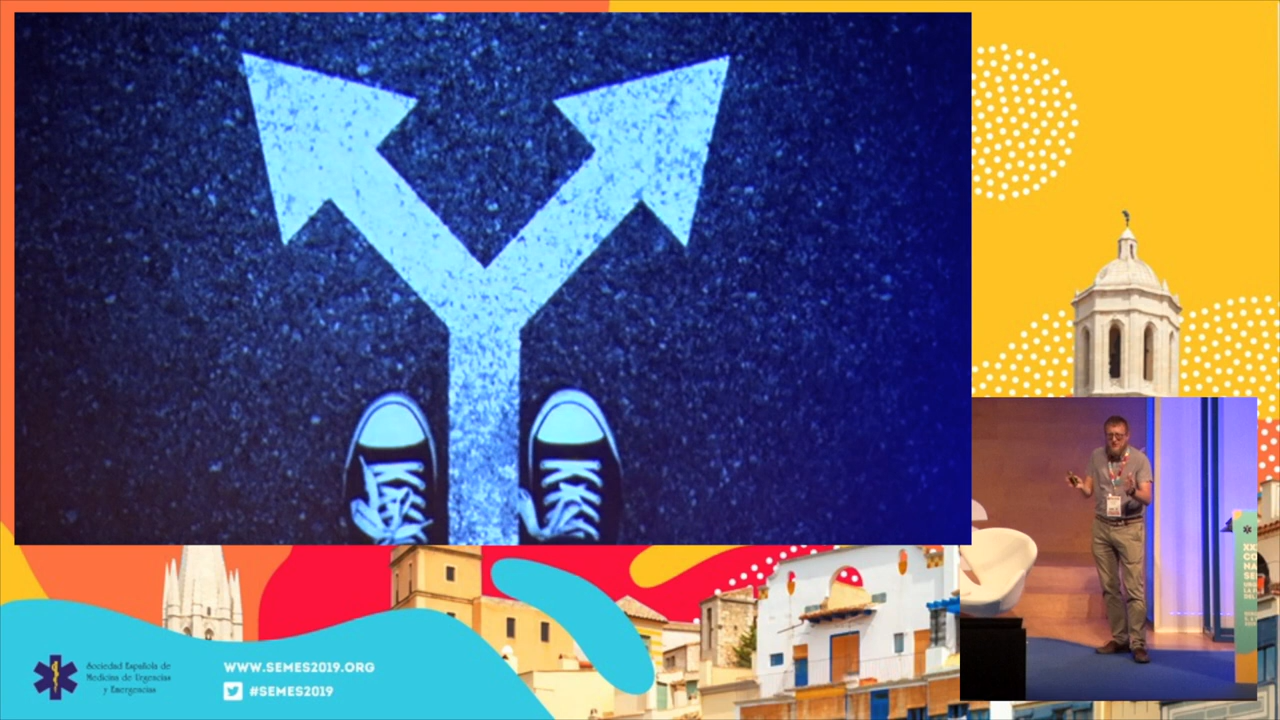 Sociedad Española de
Medicina de Urgencias
y Emergencias
WWW.SEMES2019.ORG
#SEMES2019